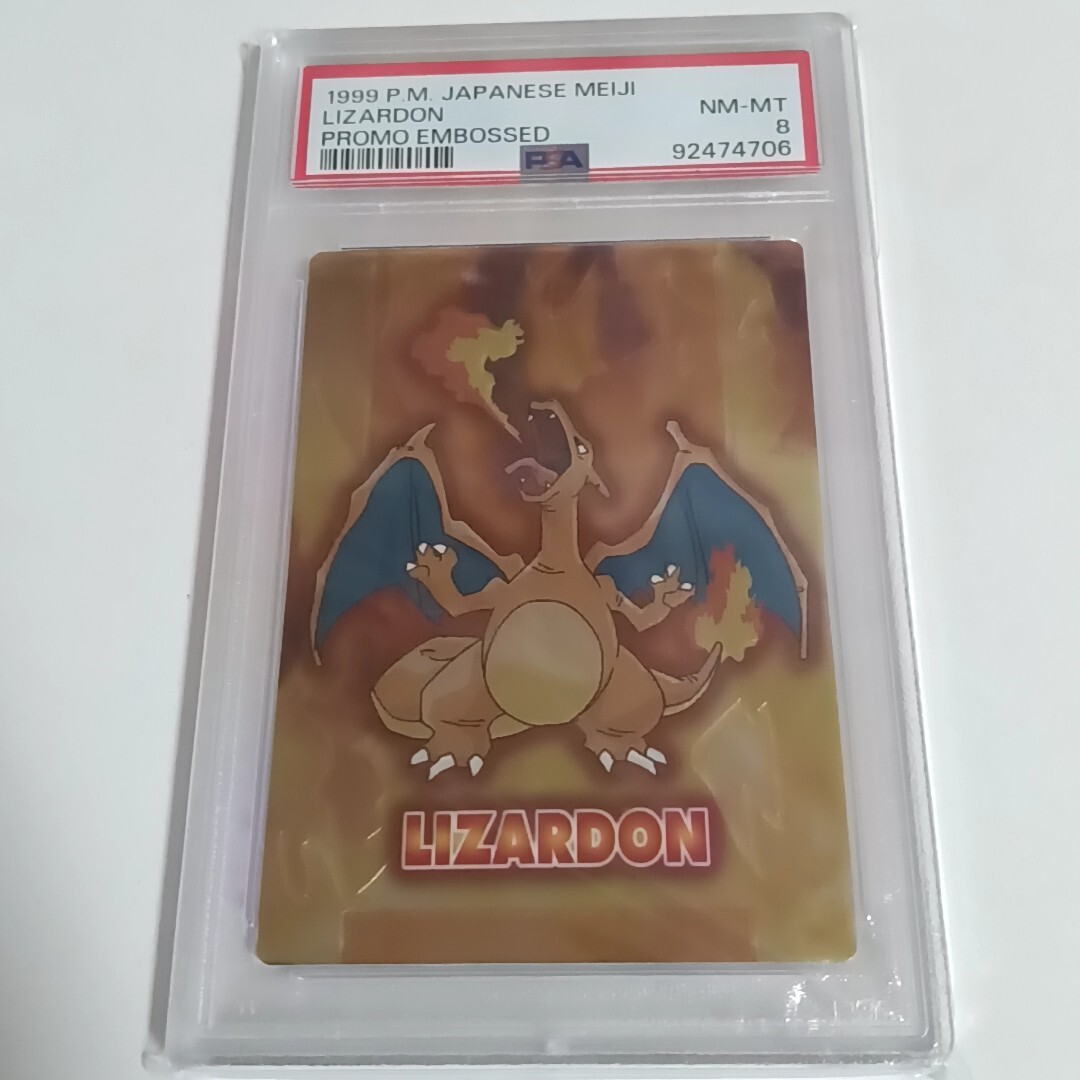 1999 P.M. JAPANESE MEIJI
LIZARDON
PROMO EMBOSSED
NM-MT
8
92474706
PSA
LIZARDON